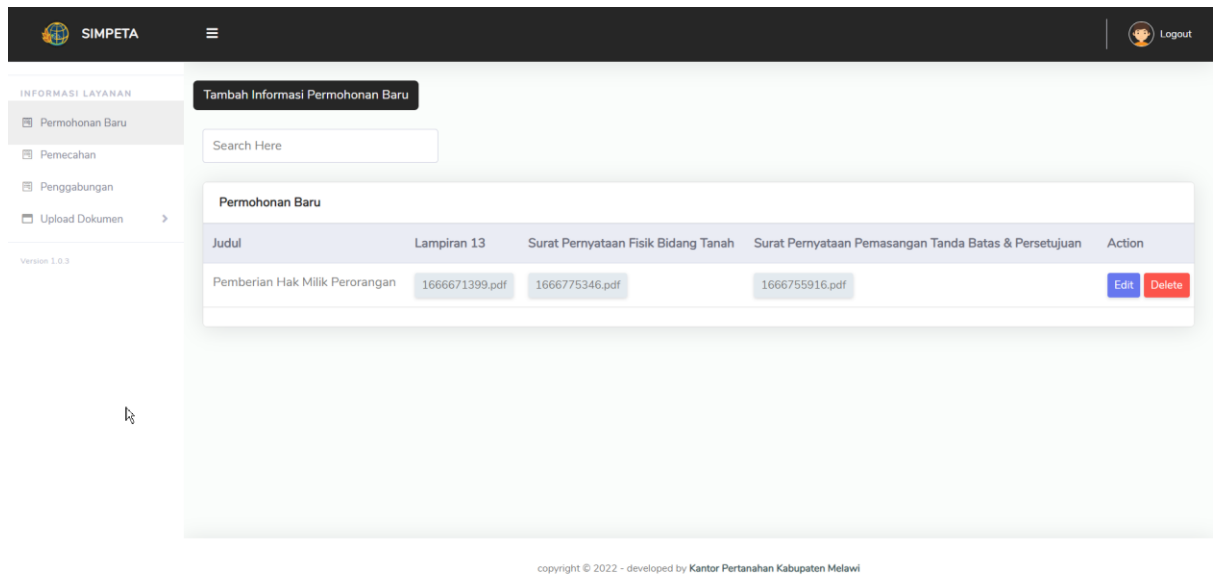 SIMPETA
Logout
INFORMASI LAYANAN
Permohonan Baru
Pemecahan
Penggabungan
Upload Dokumen
Version 1.0.3
Tambah Informasi Permohonan Baru
Search Here
Permohonan Baru
Judul Lampiran 13 Surat Pernyataan Fisik Bidang Tanah Surat Pernyataan Pemasangan Tanda Batas & Persetujuan Action
Pemberian Hak Milik Perorangan 1666671399.pdf 1666775346.pdf 1666755916.pdf Edit Delete
copyright © 2022 - developed by Kantor Pertanahan Kabupaten Melawi